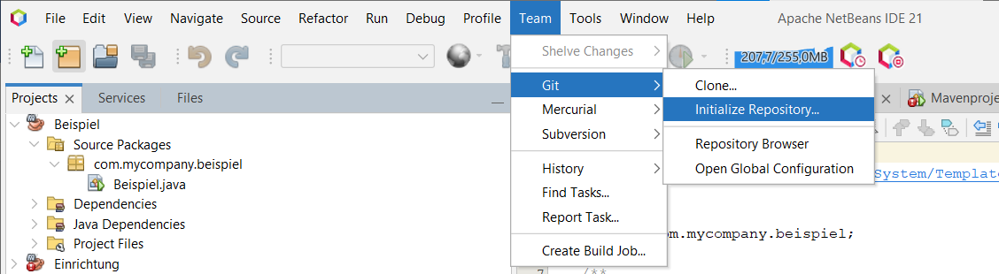 File Edit View Navigate Source Refactor Run Debug Profile Team Tools Window Help Apache NetBeans IDE 21
Shelve Changes
207,7/255,0MB
Git
Clone...
Projects Services Files
Mavenproje
Mercurial
Initialize Repository...
Beispiel
Subversion
Source Packages
Repository Browser
com.mycompany.beispiel
History
Open Global Configuration
System/Templat
Beispiel.java
Find Tasks...
Dependencies
Report Task...
Java Dependencies
om.mycompany.beispiel;
Project Files
Create Build Job...
Einrichtung
7 /**